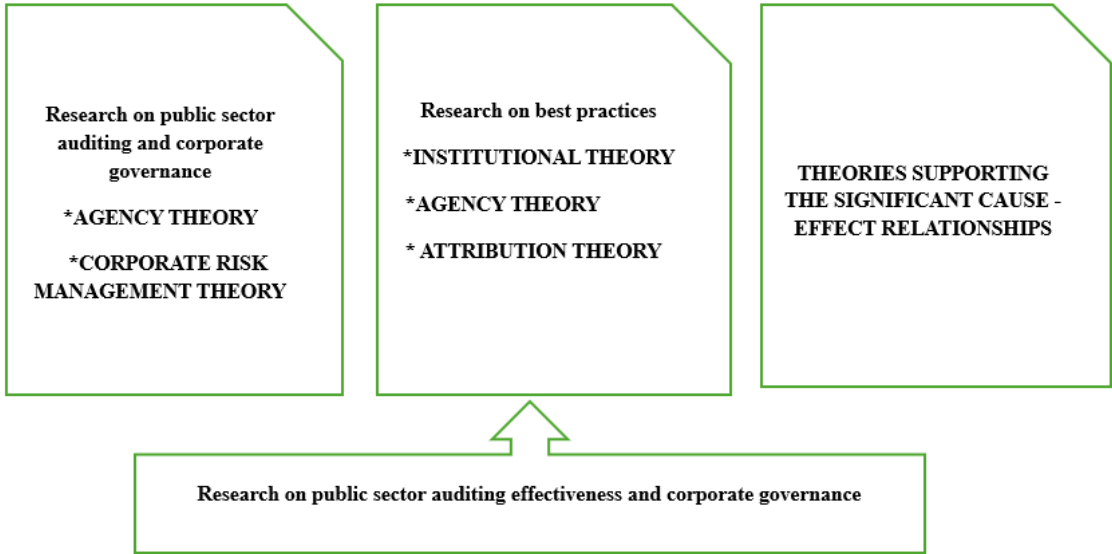 Research on public sector
auditing and corporate
governance
*AGENCY THEORY
*CORPORATE RISK
MANAGEMENT THEORY
Research on best practices
*INSTITUTIONAL THEORY
*AGENCY THEORY
* ATTRIBUTION THEORY
THEORIES SUPPORTING
THE SIGNIFICANT CAUSE -
EFFECT RELATIONSHIPS
Research on public sector auditing effectiveness and corporate governance